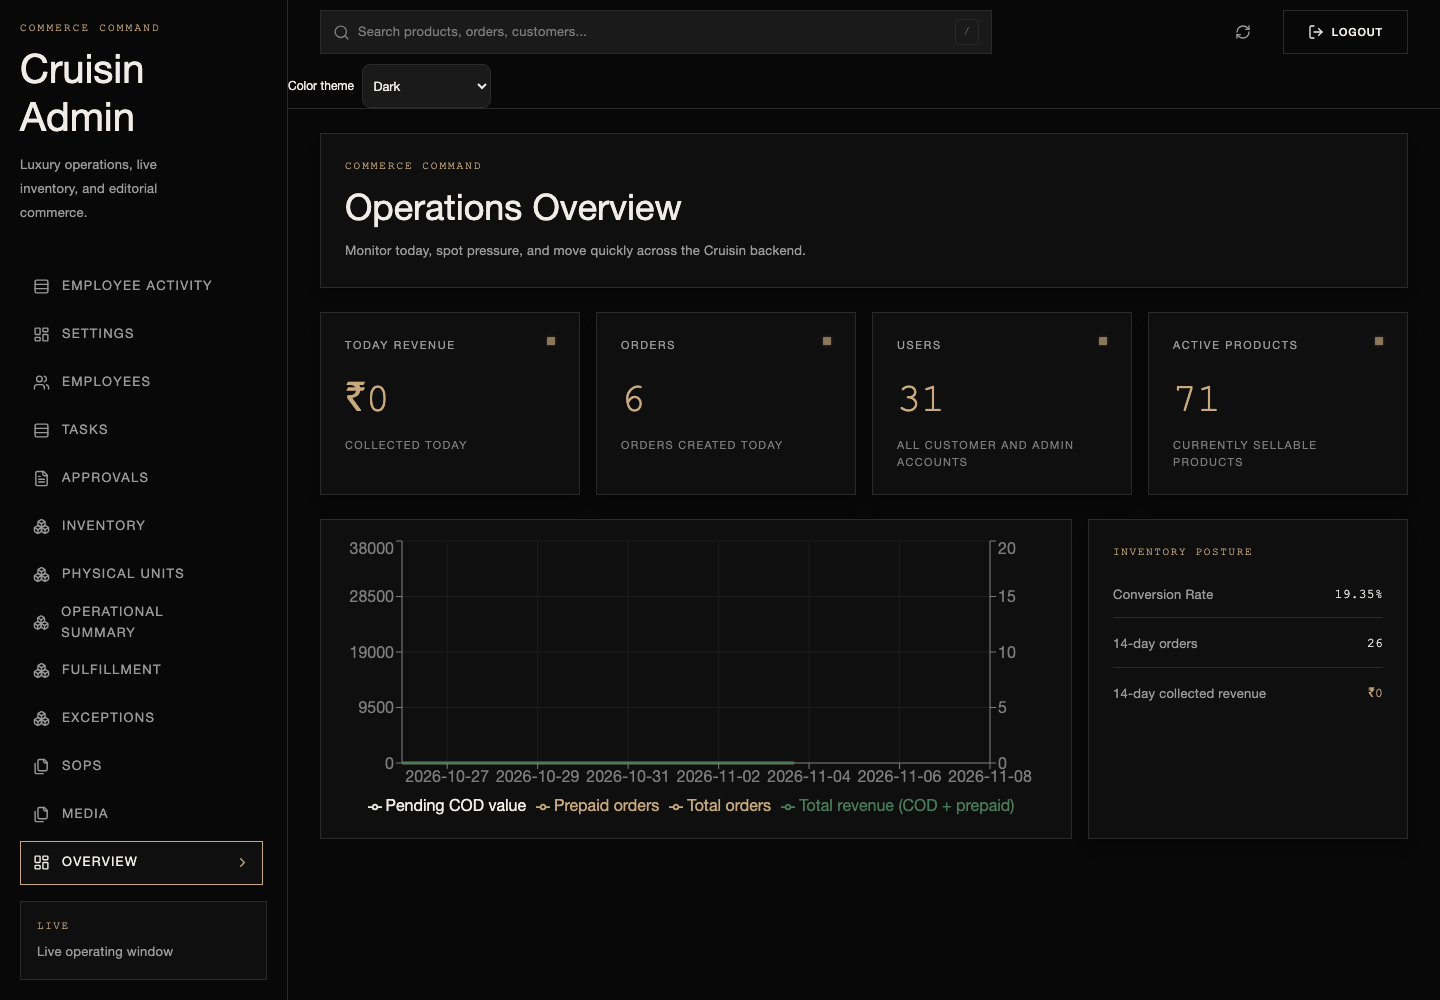 COMMERCE COMMAND
Cruisin
Admin
Luxury operations, live
inventory, and editorial
commerce.
EMPLOYEE ACTIVITY
SETTINGS
EMPLOYEES
TASKS
APPROVALS
INVENTORY
PHYSICAL UNITS
OPERATIONAL
SUMMARY
FULFILLMENT
EXCEPTIONS
SOPS
MEDIA
OVERVIEW
LIVE
Live operating window
Search products, orders, customers...
/
LOGOUT
Color theme
Dark
COMMERCE COMMAND
Operations Overview
Monitor today, spot pressure, and move quickly across the Cruisin backend.
TODAY REVENUE
₹0
COLLECTED TODAY
ORDERS
6
ORDERS CREATED TODAY
USERS
31
ALL CUSTOMER AND ADMIN
ACCOUNTS
ACTIVE PRODUCTS
71
CURRENTLY SELLABLE
PRODUCTS
38000
28500
19000
9500
0
20
15
10
5
0
2026-10-27 2026-10-29 2026-10-31 2026-11-02 2026-11-04 2026-11-06 2026-11-08
Pending COD value Prepaid orders Total orders Total revenue (COD + prepaid)
INVENTORY POSTURE
Conversion Rate 19.35%
14-day orders 26
14-day collected revenue ₹0